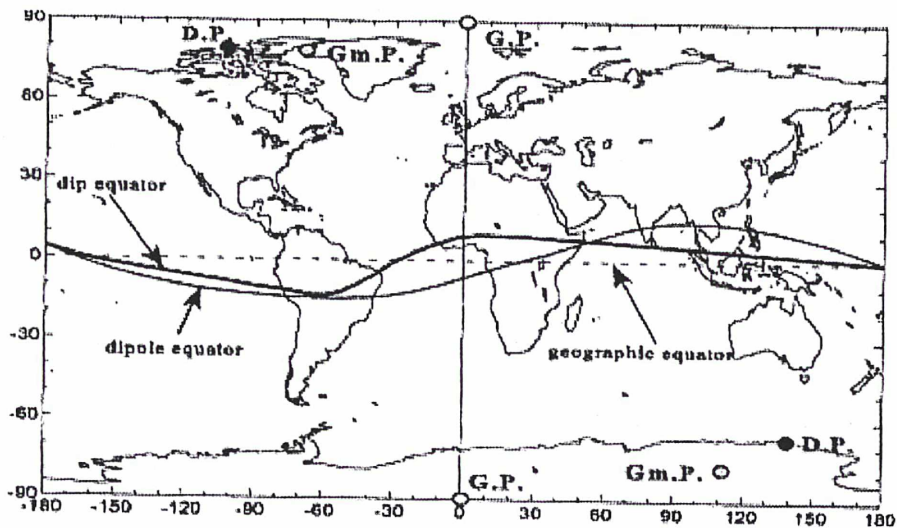 90
D.P.
Gm.P.
G.P.
60
30
dip equator
0
-30
dipole equator
geographic equator
-60
D.P.
Gm.P.
G.P.
-90
-180 -150 -120 -90 -60 -30 0 30 60 90 120 150 180